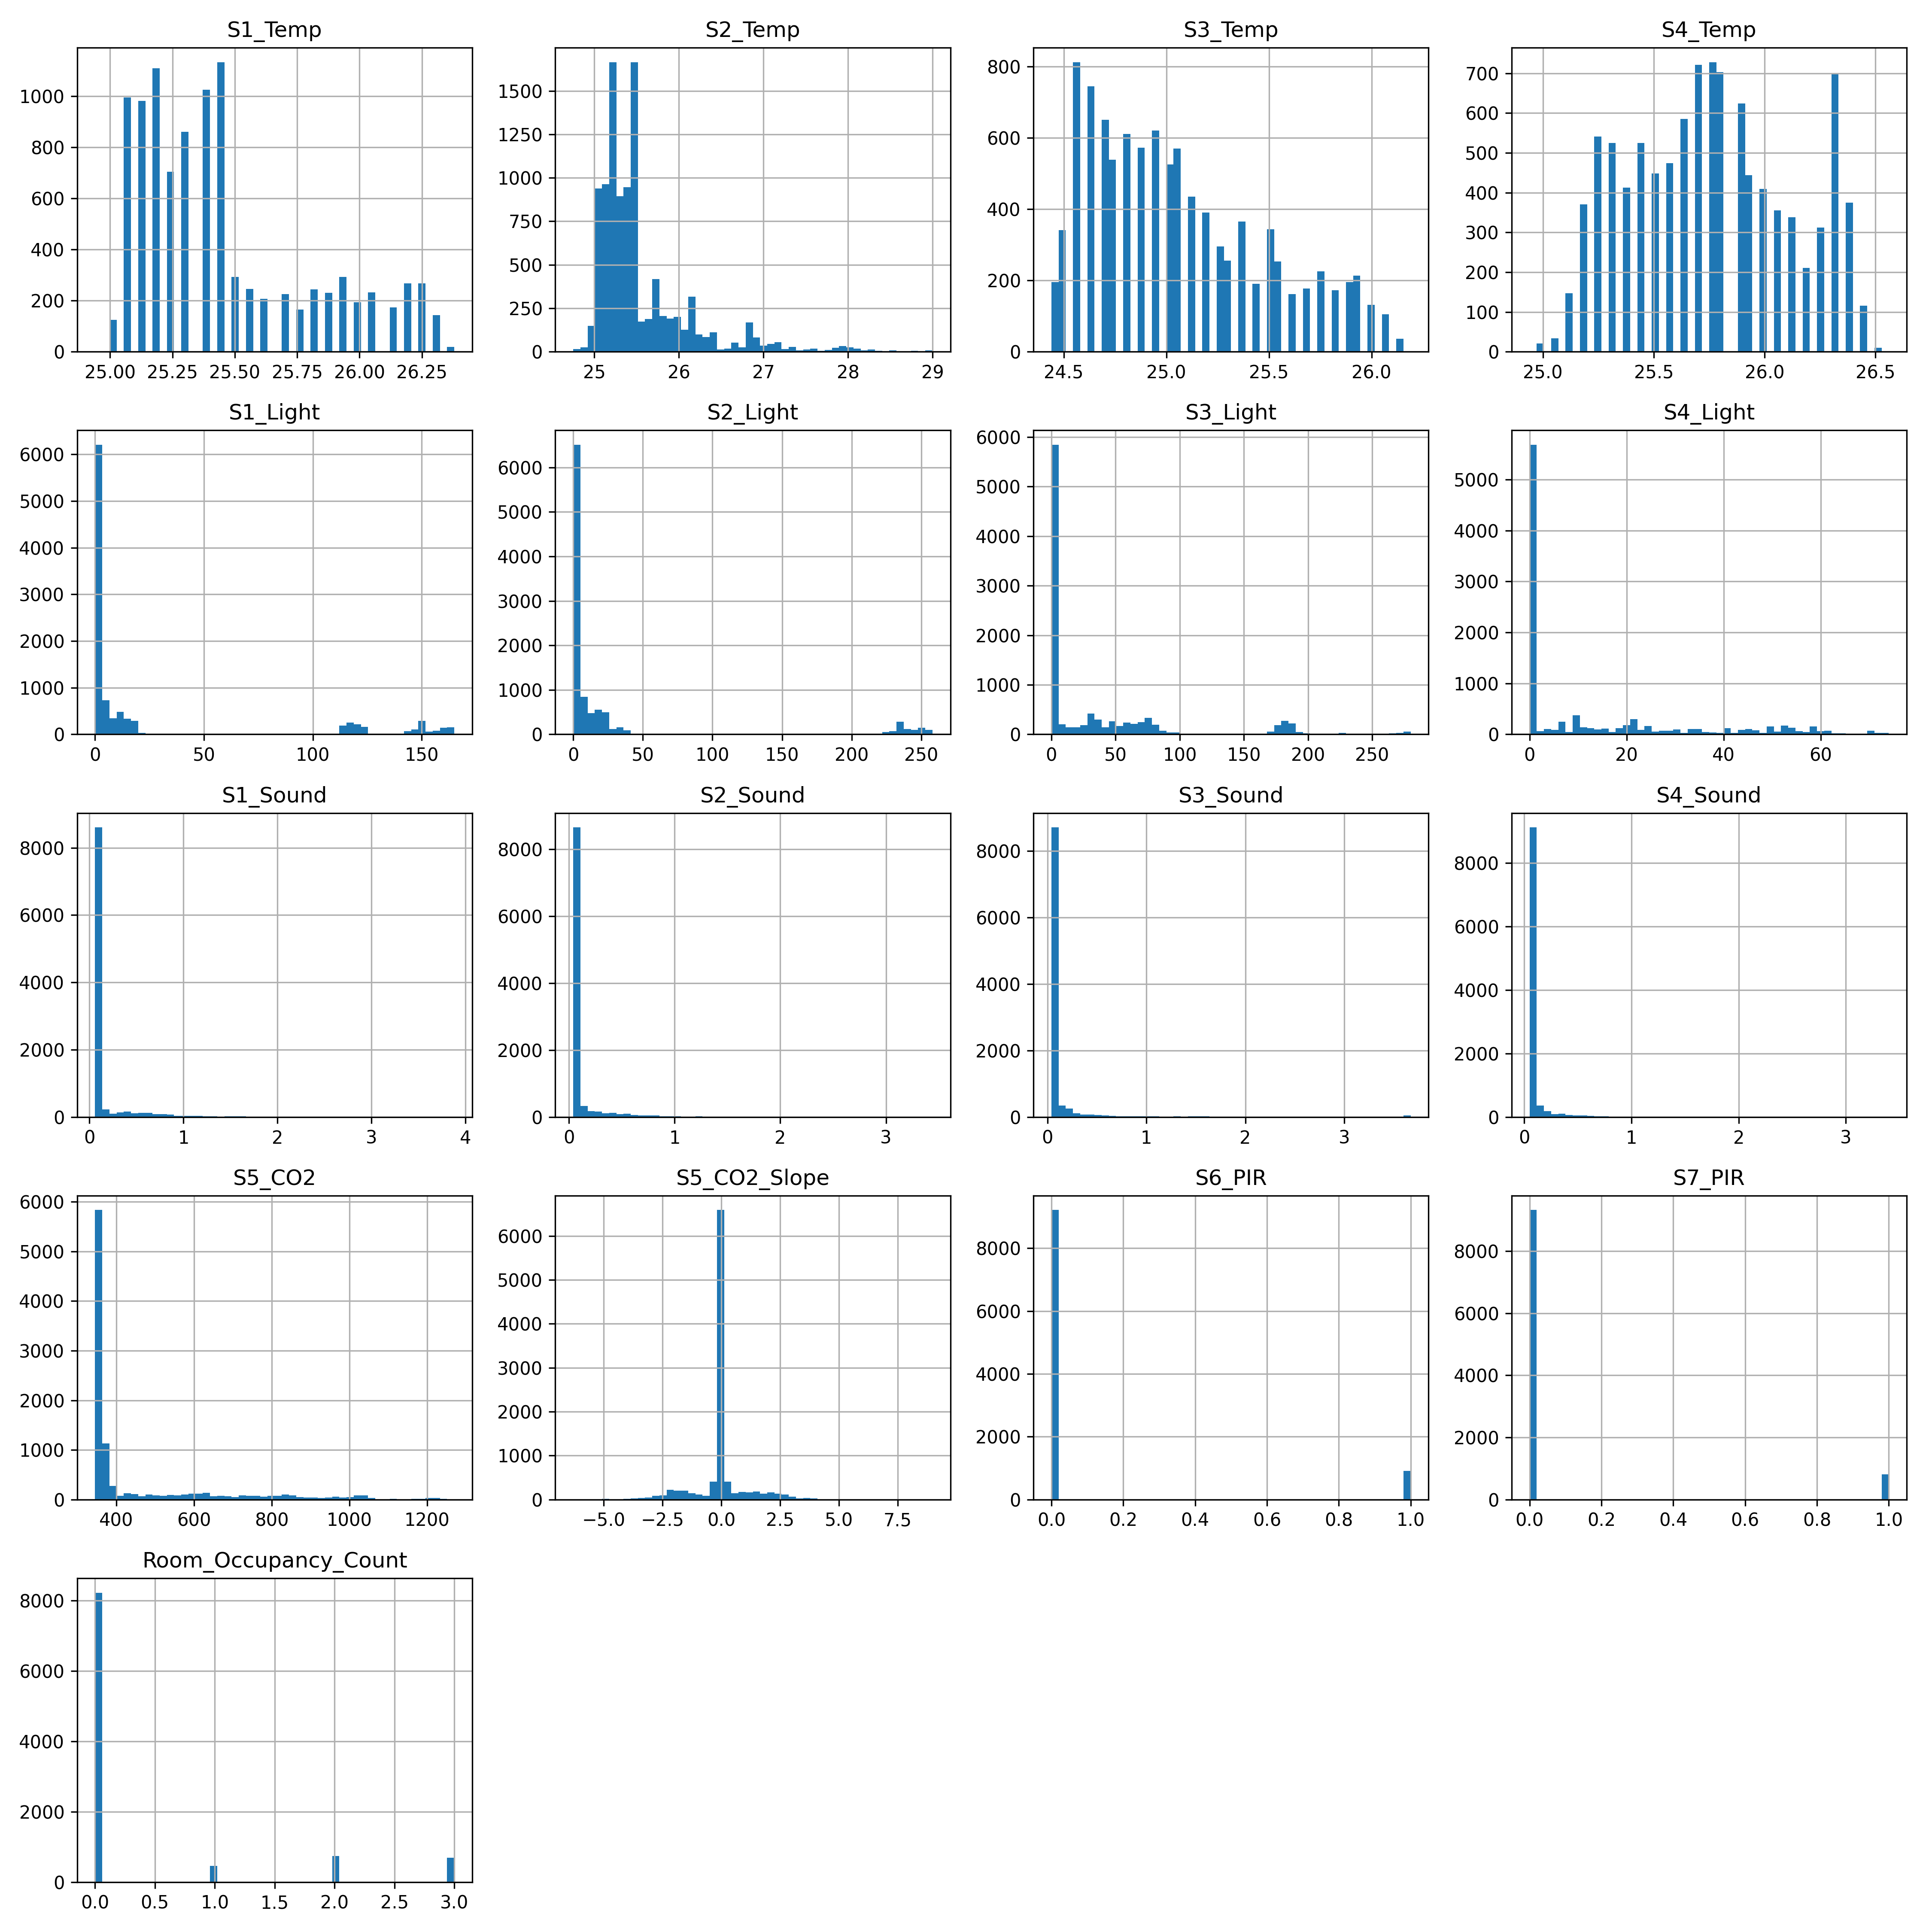 S1_Temp S2_Temp S3_Temp S4_Temp
1000 800 600 400 200 0
25.00 25.25 25.50 25.75 26.00 26.25
1500 1250 1000 750 500 250 0
25 26 27 28 29
800 600 400 200 0
24.5 25.0 25.5 26.0
700 600 500 400 300 200 100 0
25.0 25.5 26.0 26.5
S1_Light S2_Light S3_Light S4_Light
6000 5000 4000 3000 2000 1000 0
0 50 100 150
6000 5000 4000 3000 2000 1000 0
0 50 100 150 200 250
6000 5000 4000 3000 2000 1000 0
0 50 100 150 200 250
5000 4000 3000 2000 1000 0
0 20 40 60
S1_Sound S2_Sound S3_Sound S4_Sound
8000 6000 4000 2000 0
0 1 2 3 4
8000 6000 4000 2000 0
0 1 2 3
8000 6000 4000 2000 0
0 1 2 3
8000 6000 4000 2000 0
0 1 2 3
S5_CO2 S5_CO2_Slope S6_PIR S7_PIR
6000 5000 4000 3000 2000 1000 0
400 600 800 1000 1200
6000 5000 4000 3000 2000 1000 0
−5.0 −2.5 0.0 2.5 5.0 7.5
8000 6000 4000 2000 0
0.0 0.2 0.4 0.6 0.8 1.0
8000 6000 4000 2000 0
0.0 0.2 0.4 0.6 0.8 1.0
Room_Occupancy_Count
8000 6000 4000 2000 0
0.0 0.5 1.0 1.5 2.0 2.5 3.0